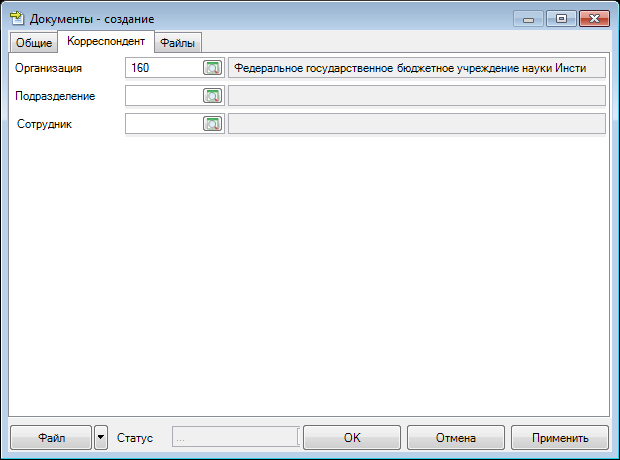 Документы - создание
Общие Корреспондент Файлы
Организация 160 Федеральное государственное бюджетное учреждение науки Инсти
Подразделение
Сотрудник
Файл Статус ... OK Отмена Применить